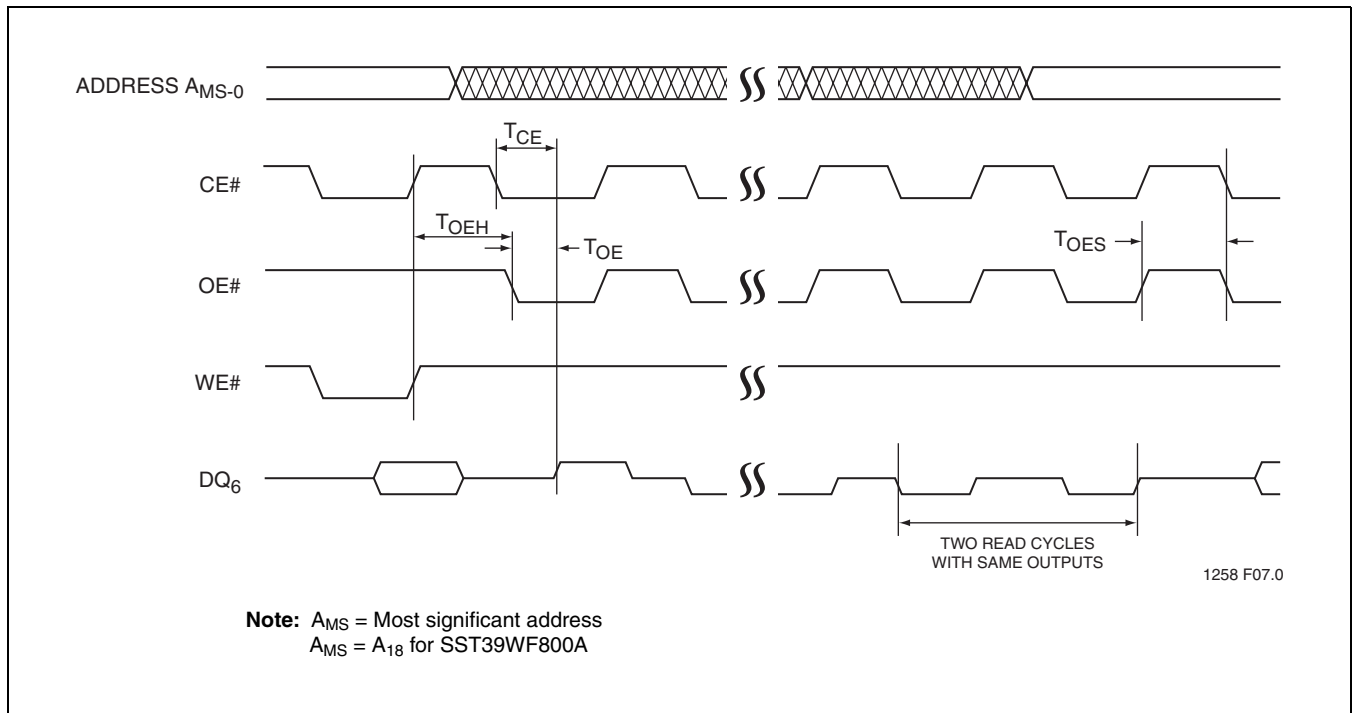 ADDRESS AMS-0
TCE
CE#
TOEH
TOE
TOES
OE#
WE#
DQ6
TWO READ CYCLES
WITH SAME OUTPUTS
1258 F07.0
Note: AMS = Most significant address
AMS = A18 for SST39WF800A